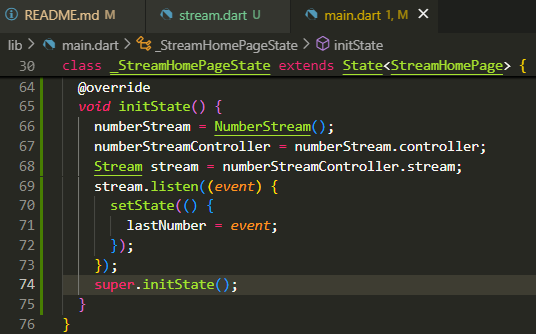 README.md M
stream.dart U
main.dart 1, M
lib > main.dart > _StreamHomePageState > initState
30 class _StreamHomePageState extends State<StreamHomePage> {
64 @override
65 void initState() {
66 numberStream = NumberStream();
67 numberStreamController = numberStream.controller;
68 Stream stream = numberStreamController.stream;
69 stream.listen((event) {
70 setState(() {
71 lastNumber = event;
72 });
73 });
74 super.initState();
75 }
76 }